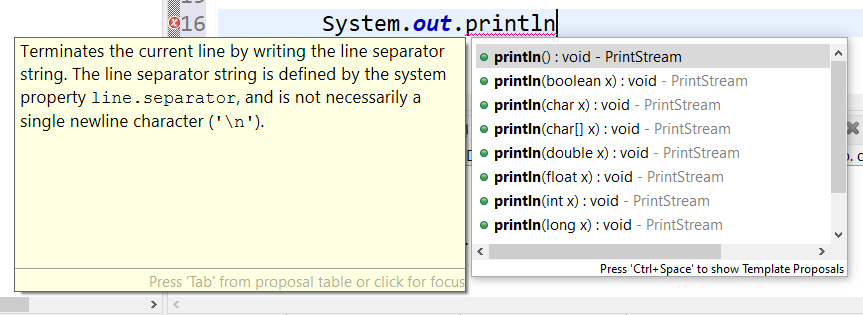 16 System.out.println
Terminates the current line by writing the line separator
string. The line separator string is defined by the system
property line.separator, and is not necessarily a
single newline character ('\n').
Press 'Tab' from proposal table or click for focus
println() : void - PrintStream
println(boolean x) : void - PrintStream
println(char x) : void - PrintStream
println(char[] x) : void - PrintStream
println(double x) : void - PrintStream
println(float x) : void - PrintStream
println(int x) : void - PrintStream
println(long x) : void - PrintStream
Press 'Ctrl+Space' to show Template Proposals